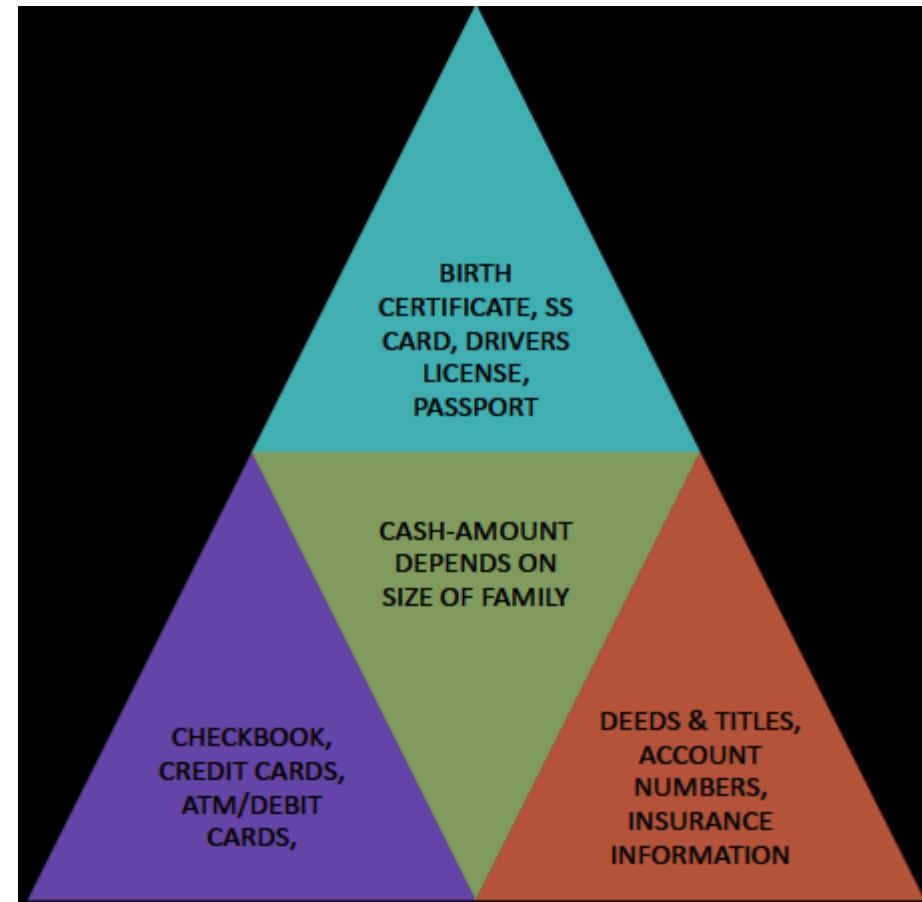 BIRTH
CERTIFICATE, SS
CARD, DRIVERS
LICENSE,
PASSPORT
CASH-AMOUNT
DEPENDS ON
SIZE OF FAMILY
CHECKBOOK,
CREDIT CARDS,
ATM/DEBIT
CARDS,
DEEDS & TITLES,
ACCOUNT
NUMBERS,
INSURANCE
INFORMATION